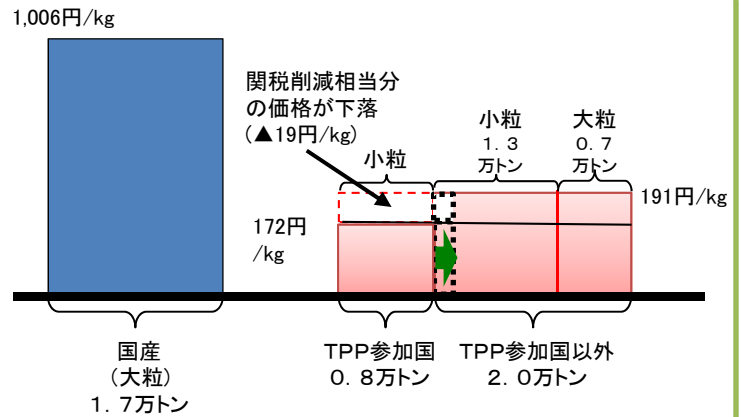 1,006円/kg
関税削減相当分
の価格が下落
(▲19円/kg)
小粒
小粒
1.3
万トン
大粒
0.7
万トン
191円/kg
172円
/kg
国産
(大粒)
1.7万トン
TPP参加国
0.8万トン
TPP参加国以外
2.0万トン